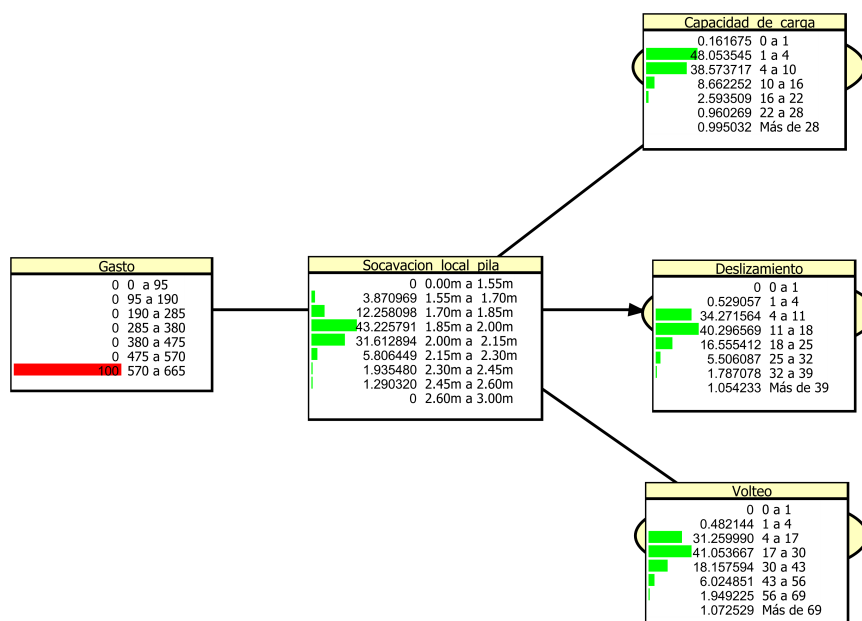 Capacidad de carga
0.161675 0 a 1
48.053545 1 a 4
38.573717 4 a 10
8.662252 10 a 16
2.593509 16 a 22
0.960269 22 a 28
0.995032 Más de 28
Gasto
0 0 a 95
0 95 a 190
0 190 a 285
0 285 a 380
0 380 a 475
0 475 a 570
100 570 a 665
Socavacion local pila
0 0.00m a 1.55m
3.870969 1.55m a 1.70m
12.258098 1.70m a 1.85m
43.225791 1.85m a 2.00m
31.612894 2.00m a 2.15m
5.806449 2.15m a 2.30m
1.935480 2.30m a 2.45m
1.290320 2.45m a 2.60m
0 2.60m a 3.00m
Deslizamiento
0 0 a 1
0.529057 1 a 4
34.271564 4 a 11
40.296569 11 a 18
16.555412 18 a 25
5.506087 25 a 32
1.787078 32 a 39
1.054233 Más de 39
Volteo
0 0 a 1
0.482144 1 a 4
31.259990 4 a 17
41.053667 17 a 30
18.157594 30 a 43
6.024851 43 a 56
1.949225 56 a 69
1.072529 Más de 69